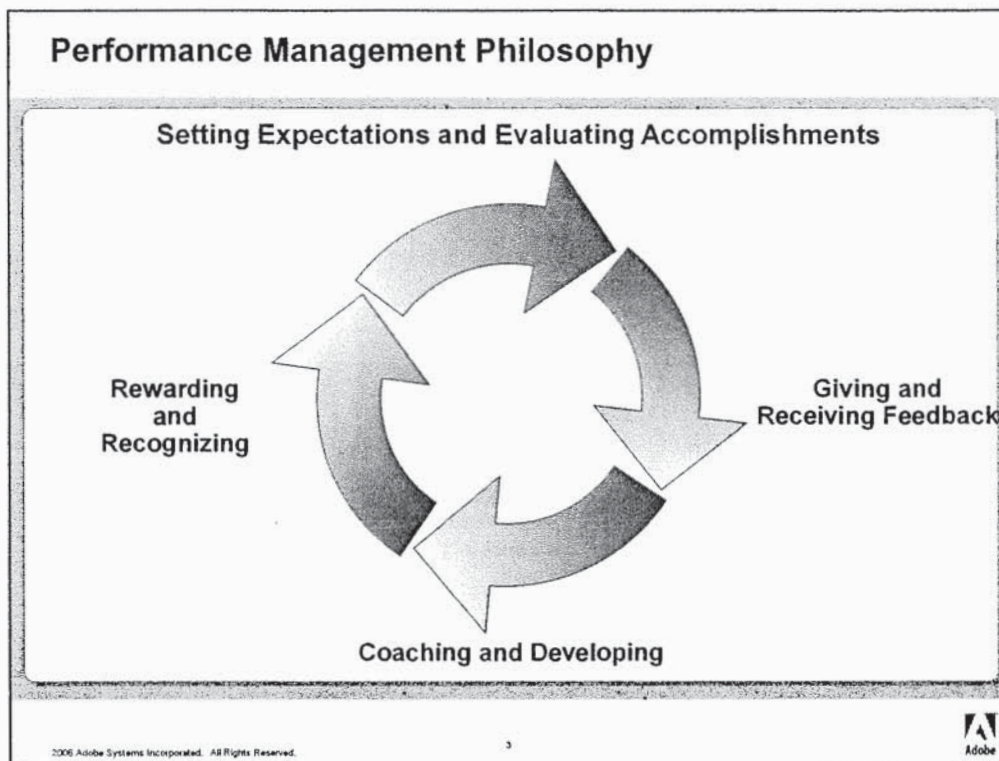 Performance Management Philosophy
Setting Expectations and Evaluating Accomplishments
Rewarding
and
Recognizing
Giving and
Receiving Feedback
Coaching and Developing
2006 Adobe Systems Incorporated. All Rights Reserved.
3
Adobe